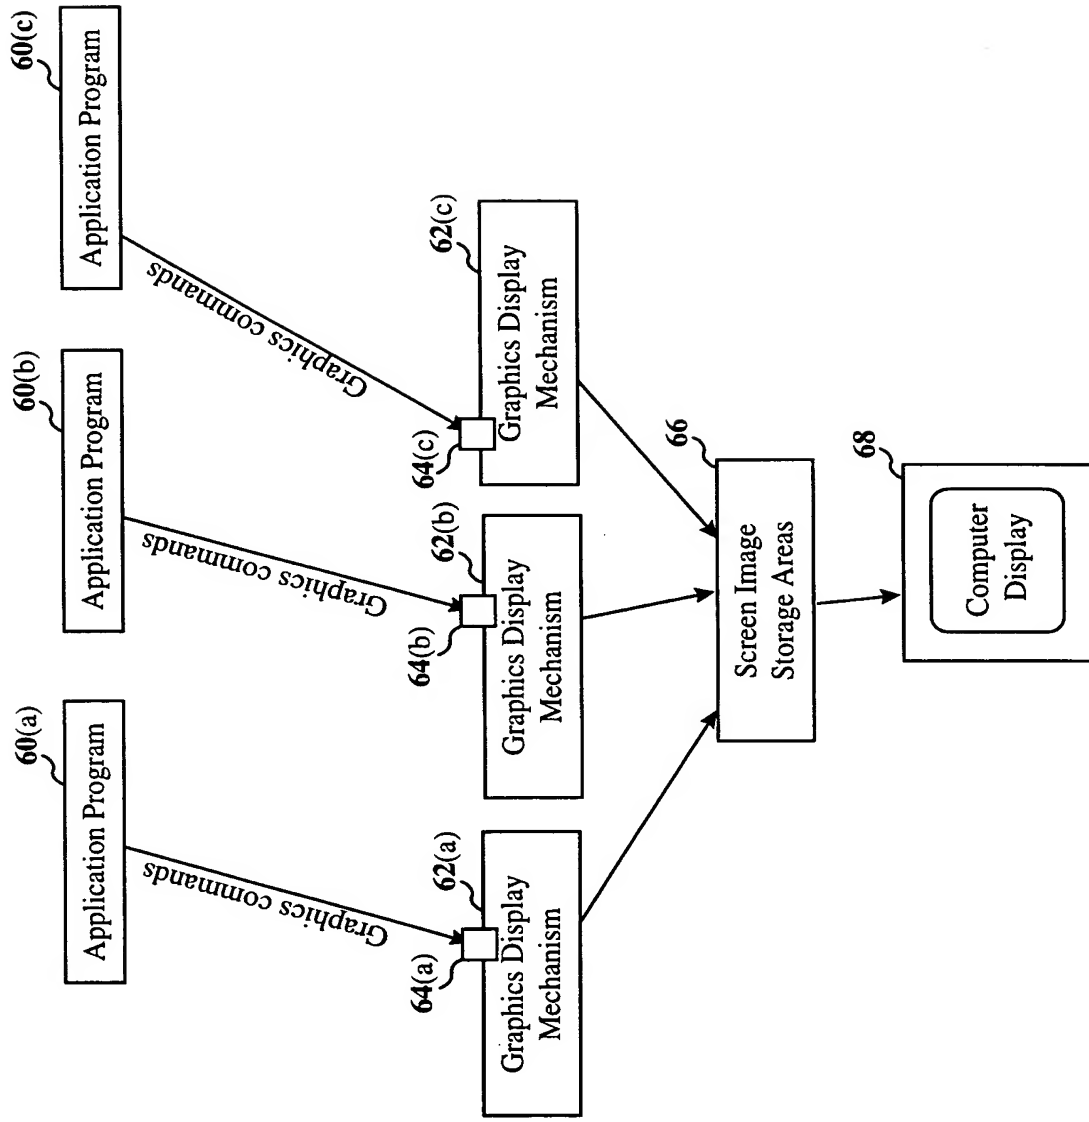 60(a)
Application Program
60(b)
Application Program
60(c)
Application Program
Graphics commands
Graphics commands
Graphics commands
64(a)
62(a)
Graphics Display
Mechanism
64(b)
62(b)
Graphics Display
Mechanism
64(c)
62(c)
Graphics Display
Mechanism
66
Screen Image
Storage Areas
68
Computer
Display